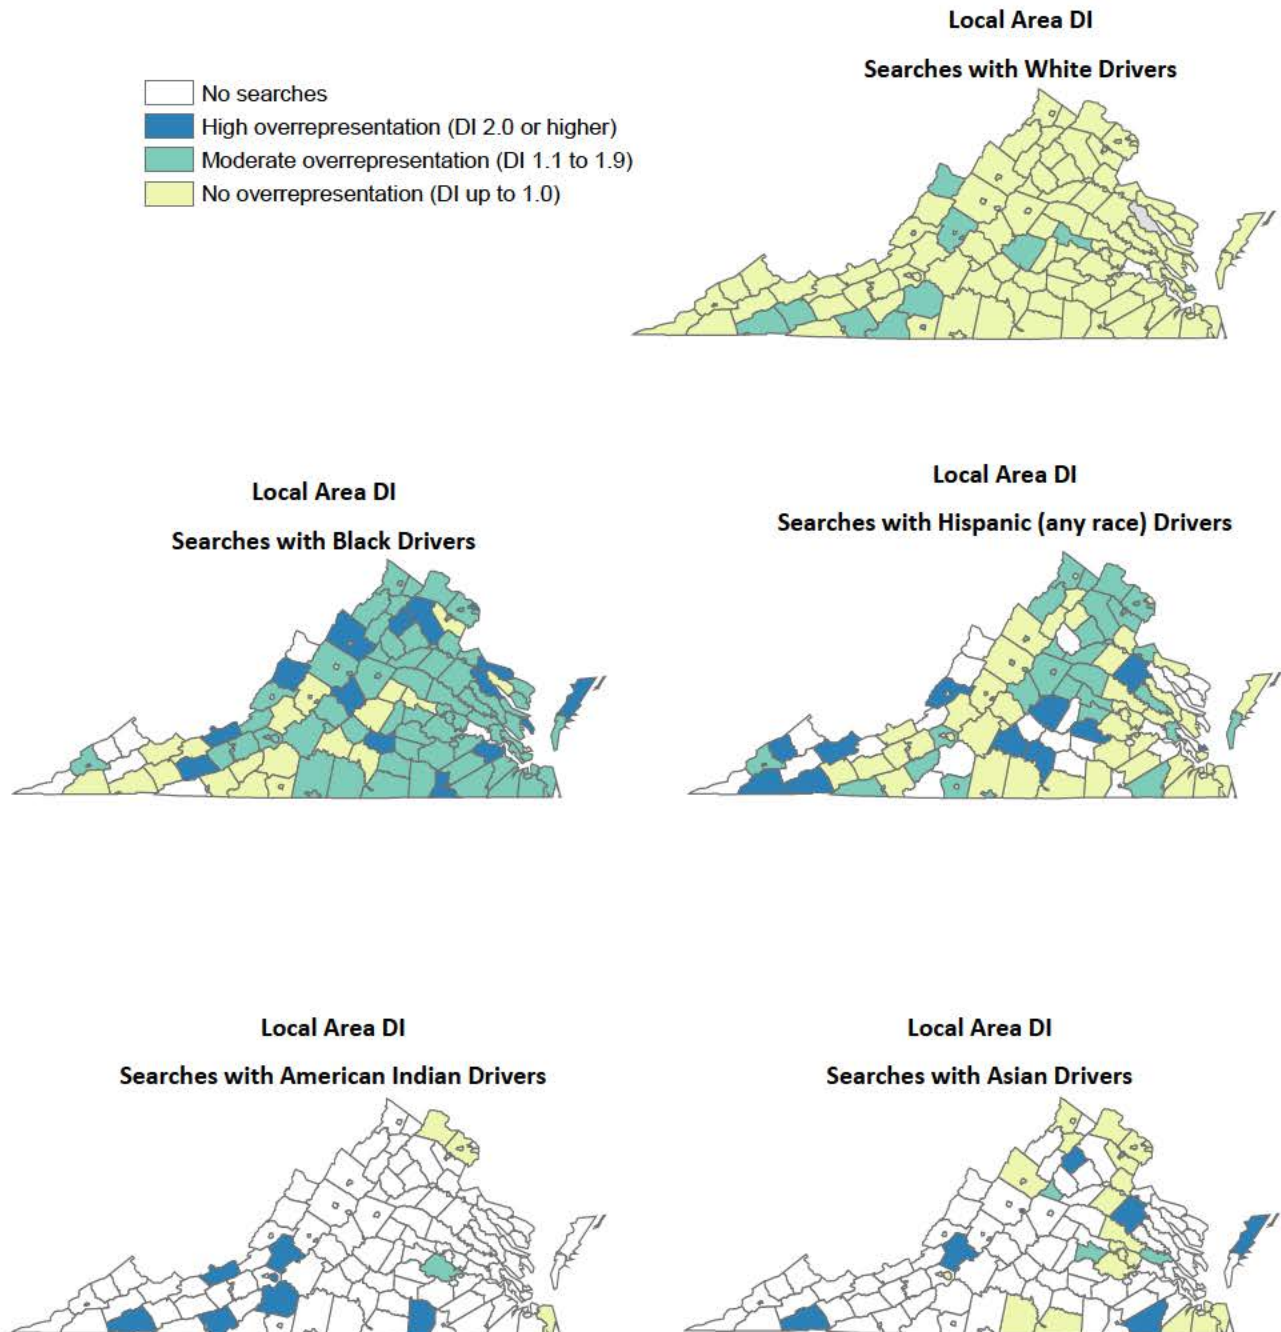 Local Area DI
Searches with White Drivers
No searches
High overrepresentation (DI 2.0 or higher)
Moderate overrepresentation (DI 1.1 to 1.9)
No overrepresentation (DI up to 1.0)
Local Area DI
Searches with Black Drivers
Local Area DI
Searches with Hispanic (any race) Drivers
Local Area DI
Searches with American Indian Drivers
Local Area DI
Searches with Asian Drivers